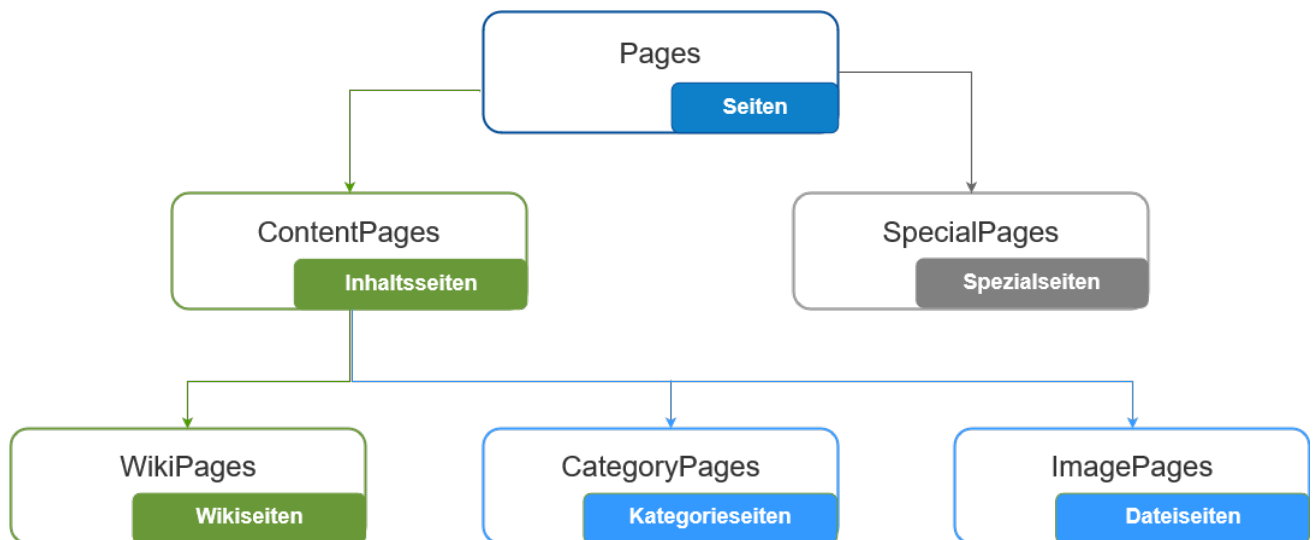 Pages
Seiten
ContentPages
Inhaltsseiten
SpecialPages
Spezialseiten
WikiPages
Wikiseiten
CategoryPages
Kategorieseiten
ImagePages
Dateiseiten